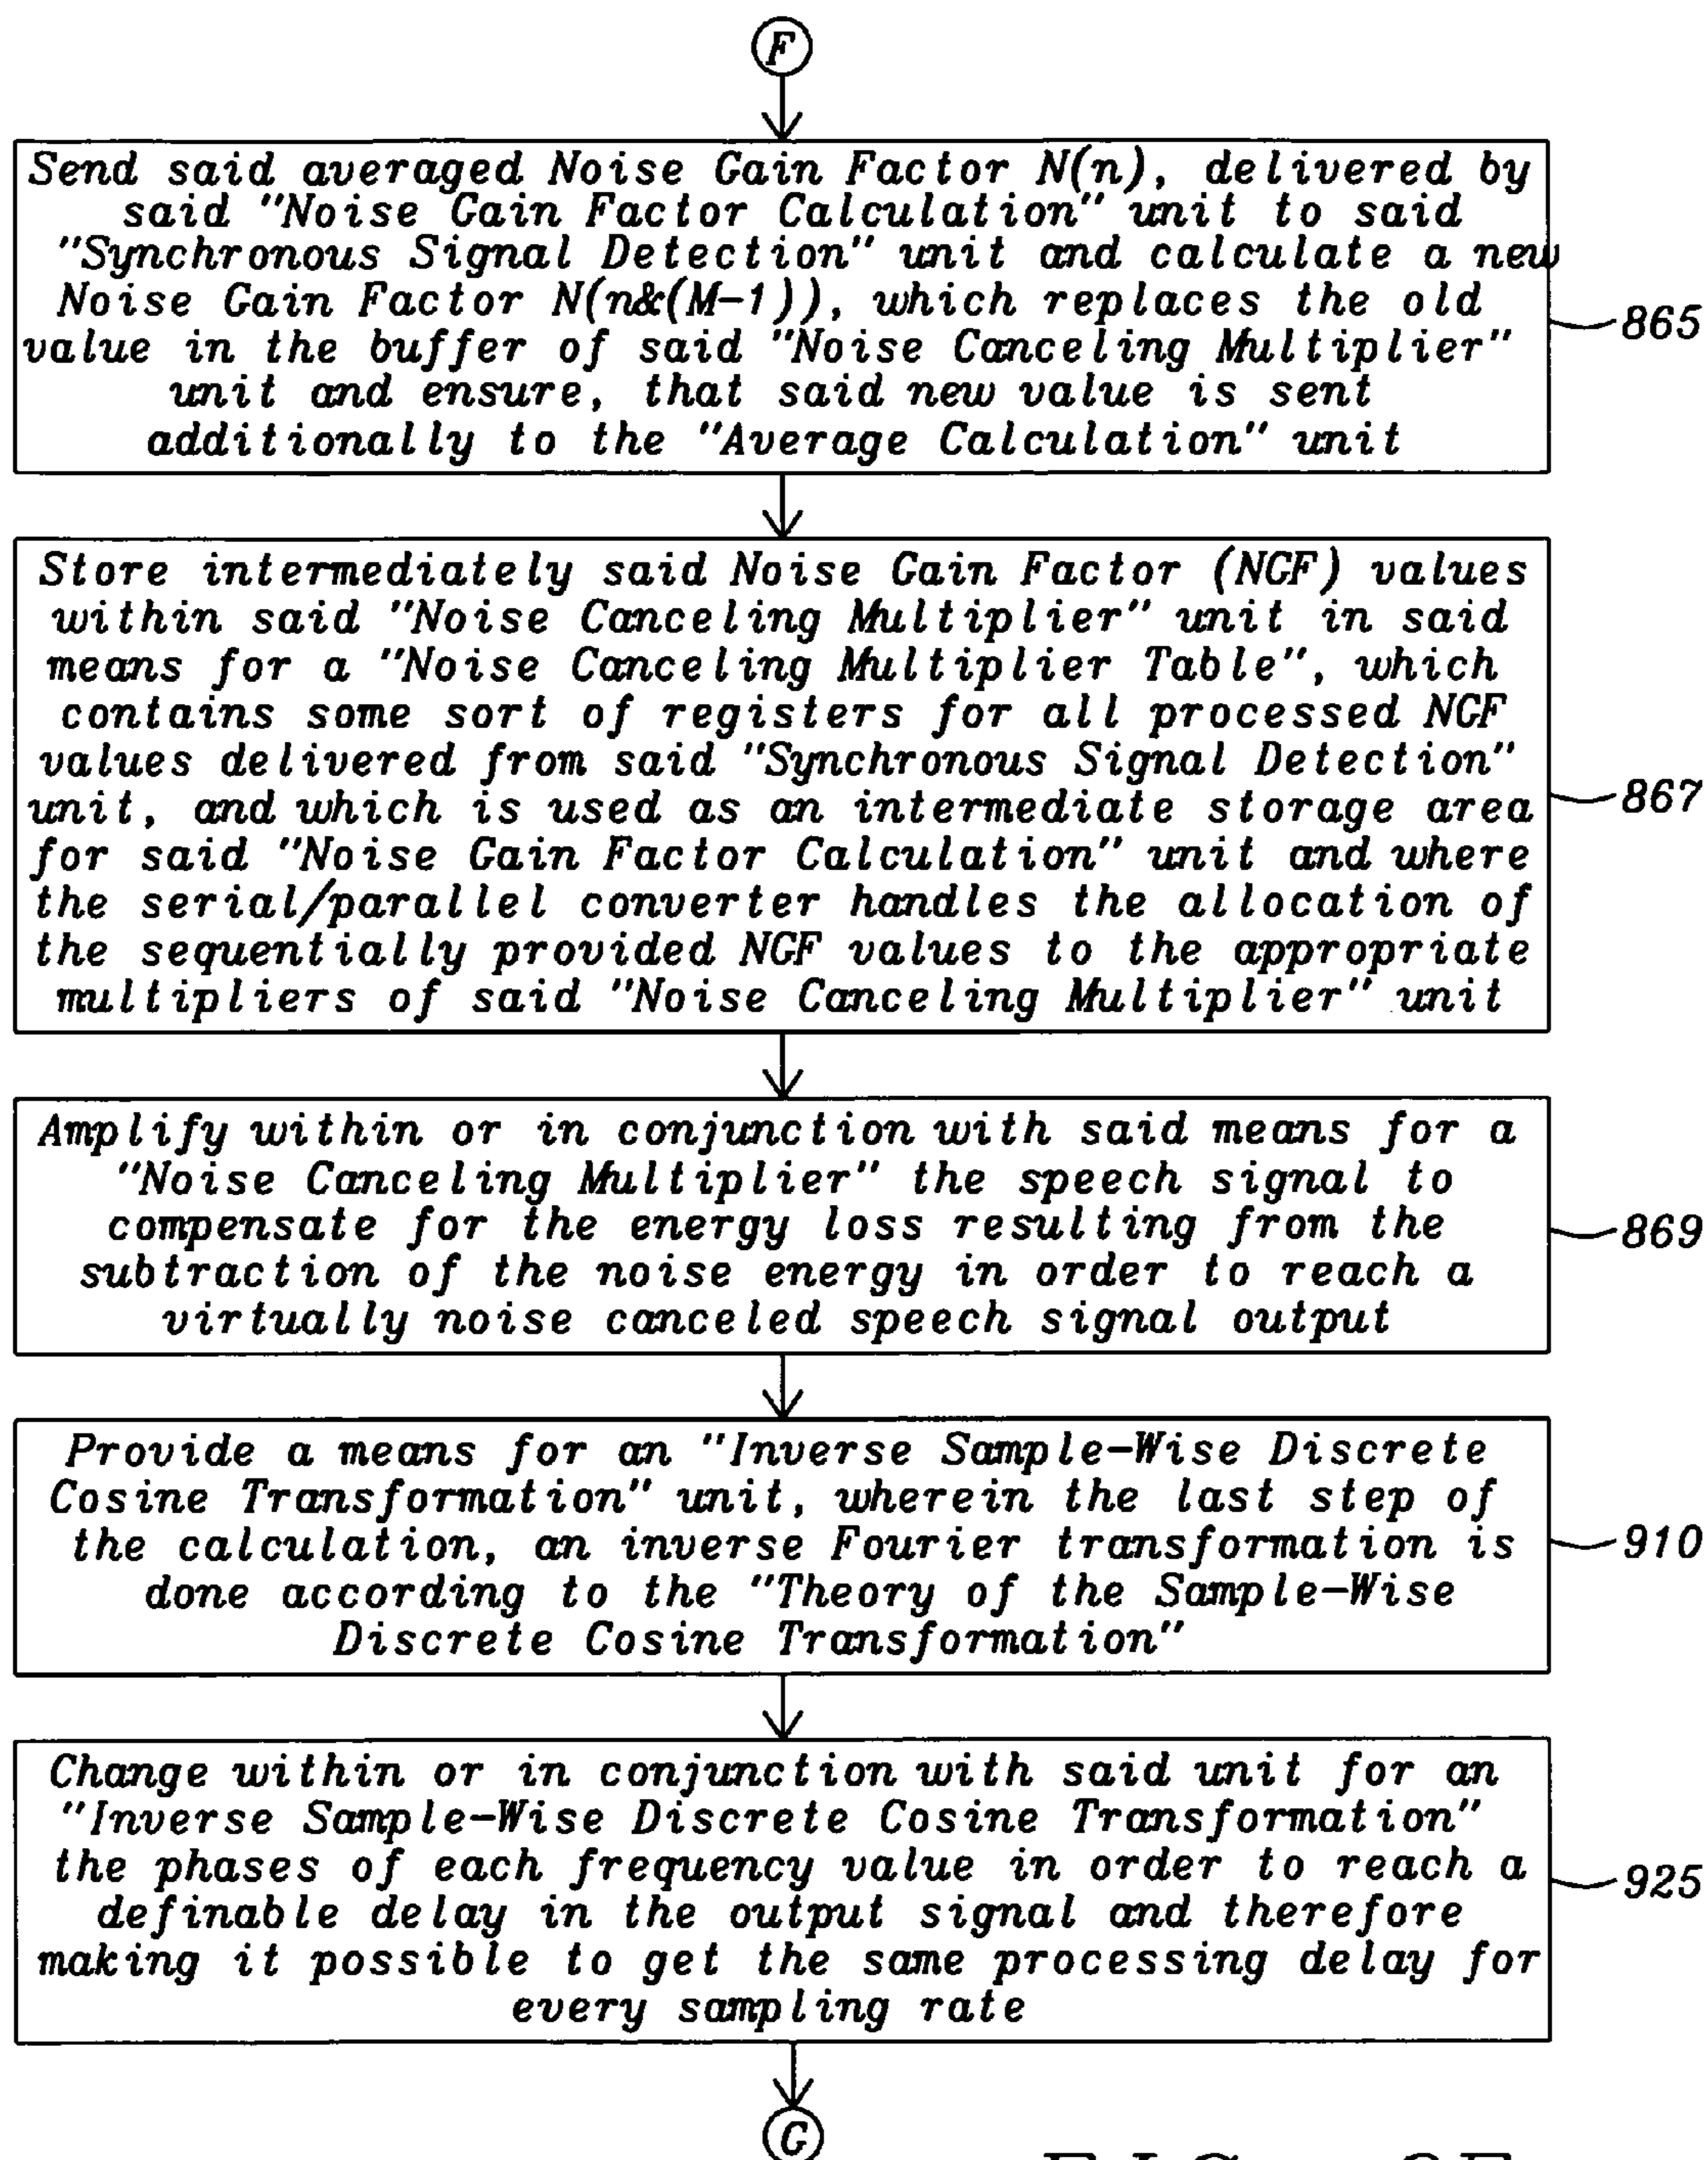 F
Send said averaged Noise Gain Factor N(n), delivered by
said "Noise Gain Factor Calculation" unit to said
"Synchronous Signal Detection" unit and calculate a new
Noise Gain Factor N(n&(M-1)), which replaces the old
value in the buffer of said "Noise Canceling Multiplier"
unit and ensure, that said new value is sent
additionally to the "Average Calculation" unit
865
Store intermediately said Noise Gain Factor (NGF) values
within said "Noise Canceling Multiplier" unit in said
means for a "Noise Canceling Multiplier Table", which
contains some sort of registers for all processed NGF
values delivered from said "Synchronous Signal Detection"
unit, and which is used as an intermediate storage area
for said "Noise Gain Factor Calculation" unit and where
the serial/parallel converter handles the allocation of
the sequentially provided NGF values to the appropriate
multipliers of said "Noise Canceling Multiplier" unit
867
Amplify within or in conjunction with said means for a
"Noise Canceling Multiplier" the speech signal to
compensate for the energy loss resulting from the
subtraction of the noise energy in order to reach a
virtually noise canceled speech signal output
869
Provide a means for an "Inverse Sample-Wise Discrete
Cosine Transformation" unit, wherein the last step of
the calculation, an inverse Fourier transformation is
done according to the "Theory of the Sample-Wise
Discrete Cosine Transformation"
910
Change within or in conjunction with said unit for an
"Inverse Sample-Wise Discrete Cosine Transformation"
the phases of each frequency value in order to reach a
definable delay in the output signal and therefore
making it possible to get the same processing delay for
every sampling rate
925
G